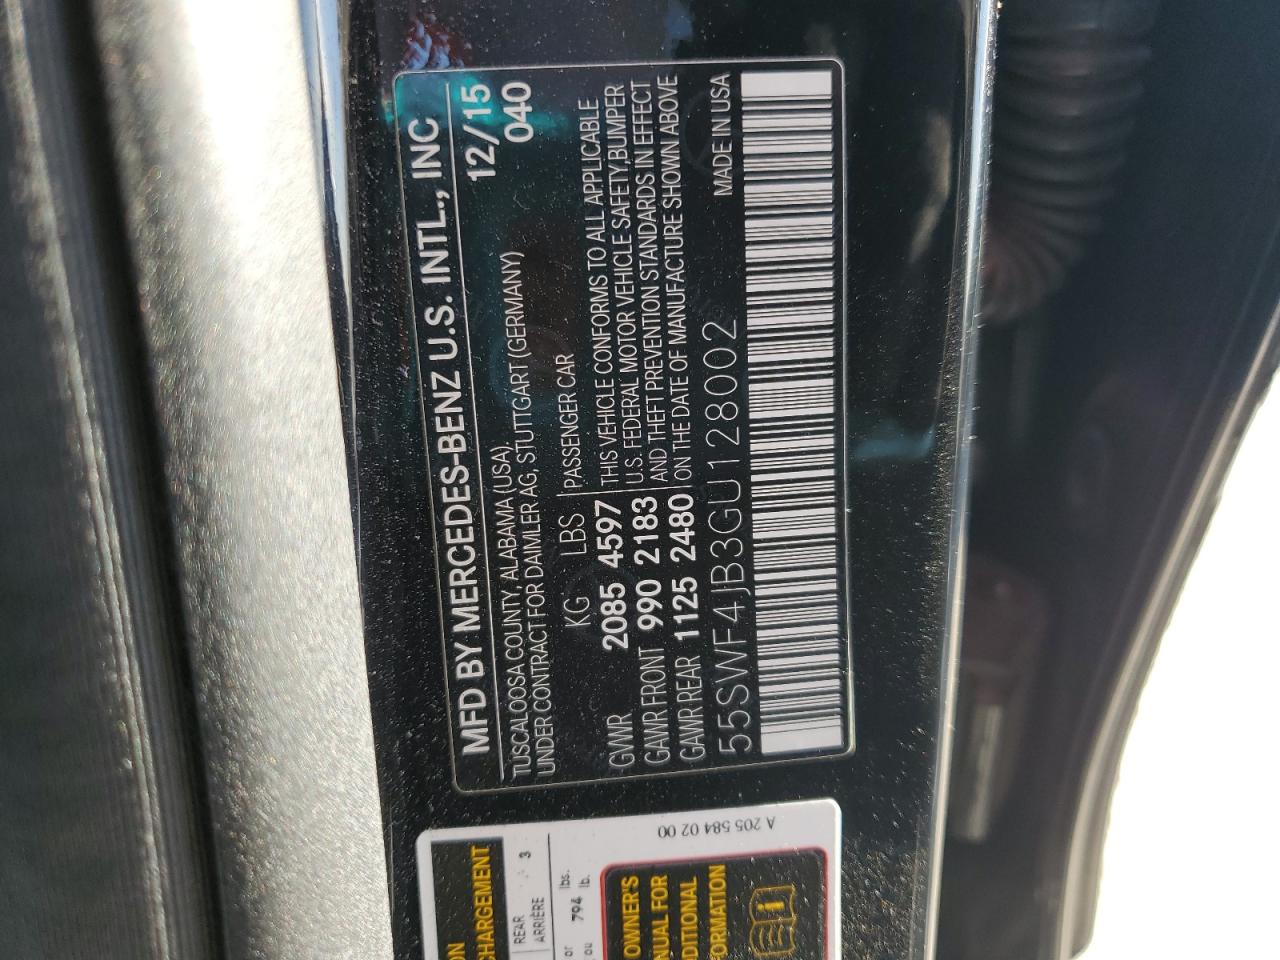 MFD BY MERCEDES-BENZ U.S. INTL., INC
TUSCALOOSA COUNTY, ALABAMA (USA) 12/15
UNDER CONTRACT FOR DAIMLER AG, STUTTGART (GERMANY) 040
KG LBS PASSENGER CAR
GVWR 2085 4597 THIS VEHICLE CONFORMS TO ALL APPLICABLE
GAWR FRONT 990 2183 U.S. FEDERAL MOTOR VEHICLE SAFETY, BUMPER
GAWR REAR 1125 2480 AND THEFT PREVENTION STANDARDS IN EFFECT
ON THE DATE OF MANUFACTURE SHOWN ABOVE
55SWF4JB3GU128002 MADE IN USA
CHARGEMENT
REAR
ARRIÈRE 3
or 794 lbs.
ou lb.
OWNER'S
FOR
A 205 584 02 00